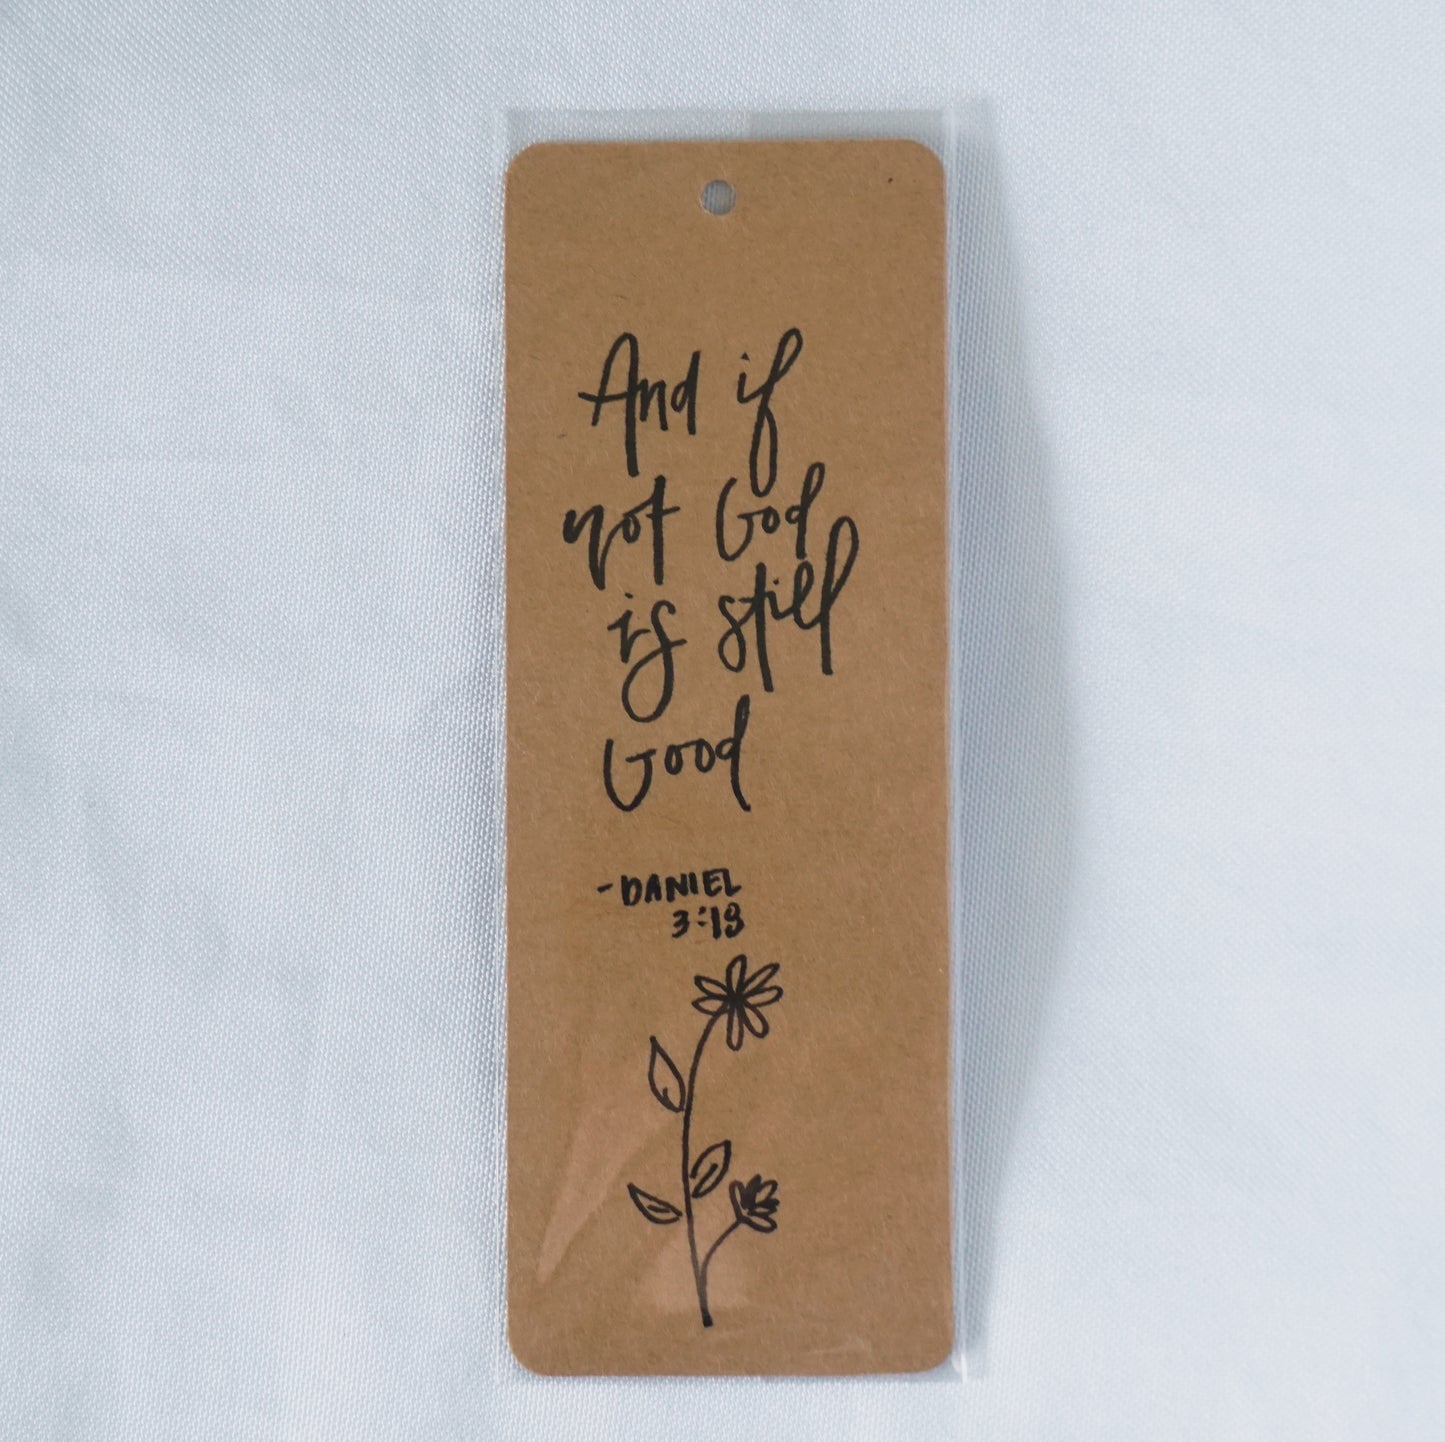 And if
not God
is still
Good
-DANIEL
3:18